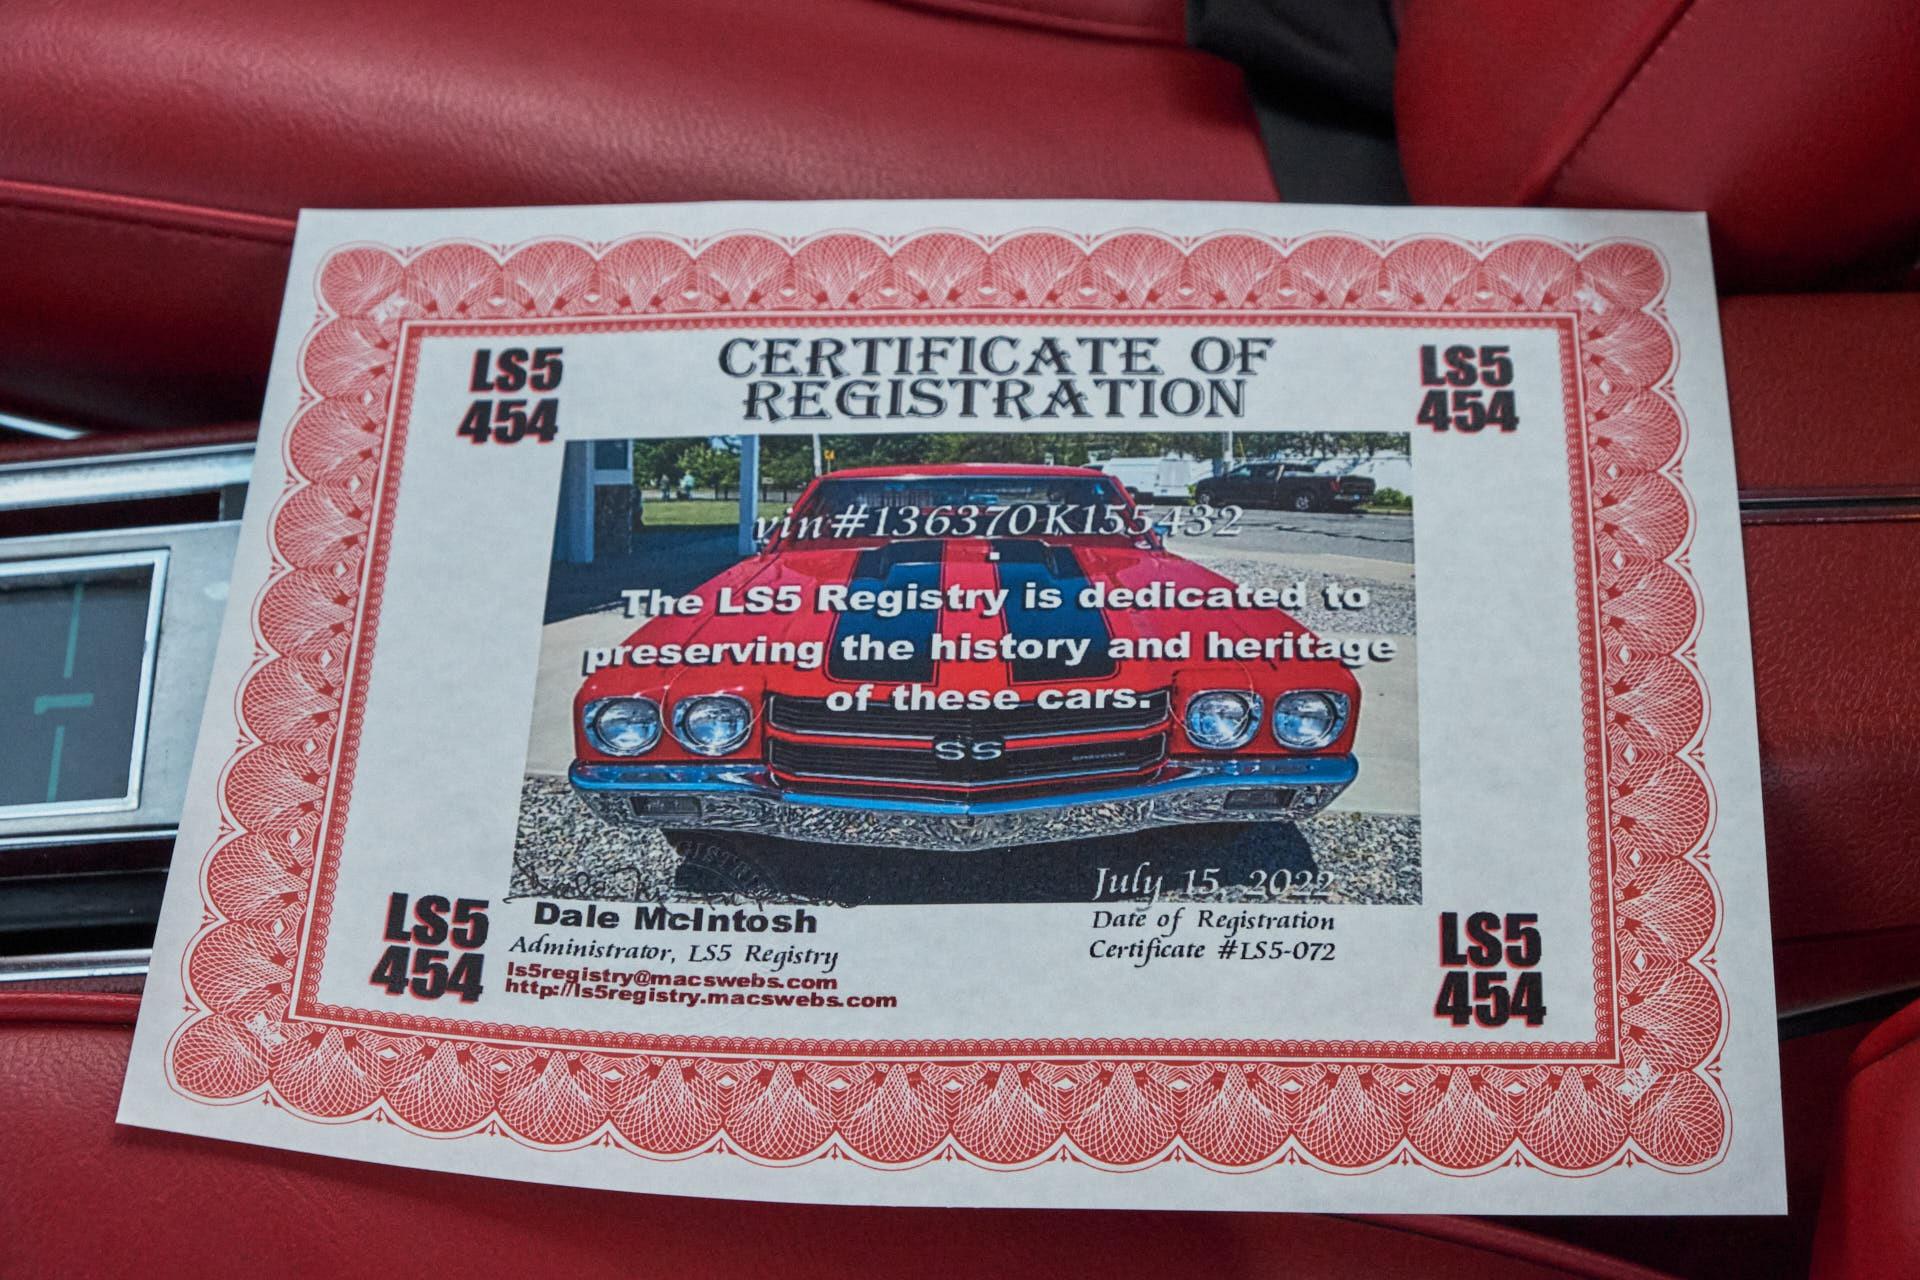 CERTIFICATE OF
REGISTRATION
LS5
454
LS5
454
vin#136370K155432
The LS5 Registry is dedicated to
preserving the history and heritage
of these cars.
SS
July 15, 2022
Dale McIntosh
Date of Registration
Administrator, LS5 Registry
Certificate #LS5-072
ls5registry@macswebs.com
http://ls5registry.macswebs.com
LS5
454
LS5
454